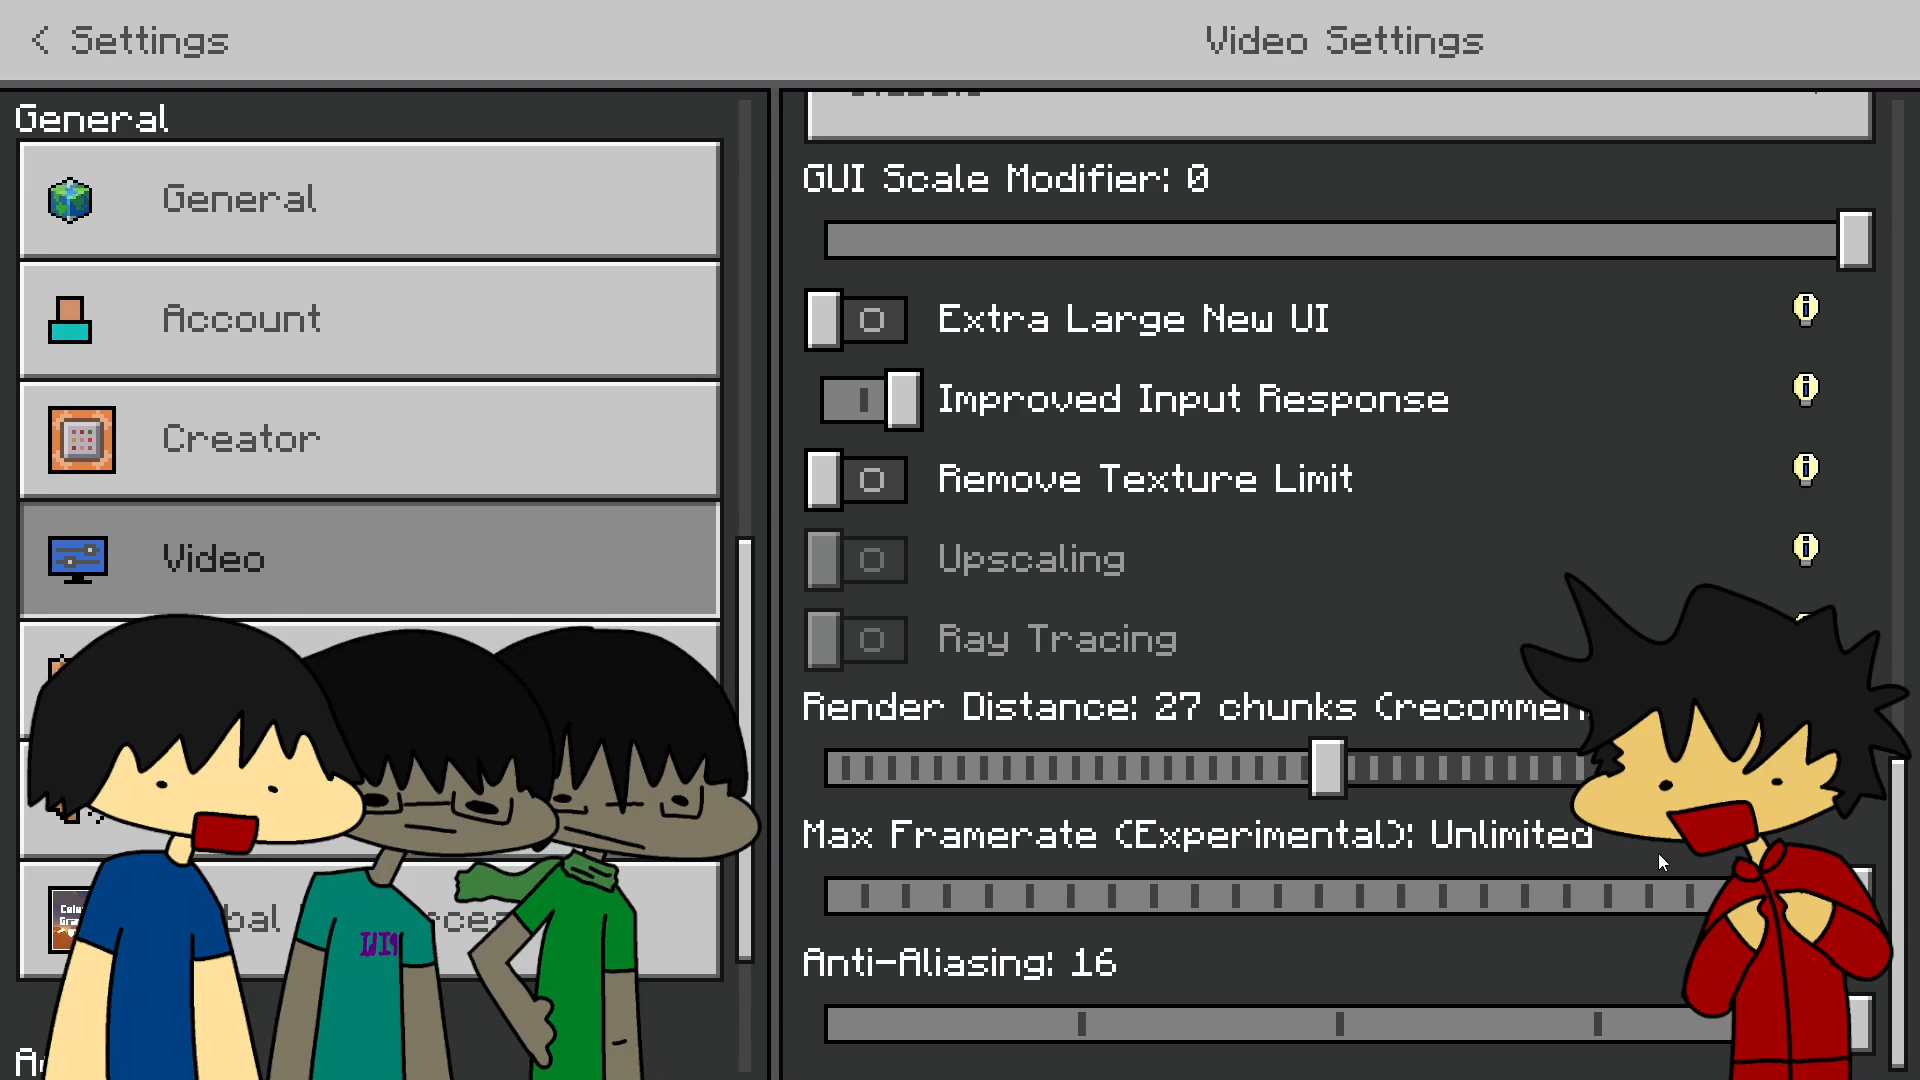 < Settings
Video Settings
General
General
Account
Creator
Video
GUI Scale Modifier: 0
Extra Large New UI
Improved Input Response
Remove Texture Limit
Upscaling
Ray Tracing
Render Distance: 27 chunks (recommen
Max Framerate (Experimental): Unlimited
Anti-Aliasing: 16